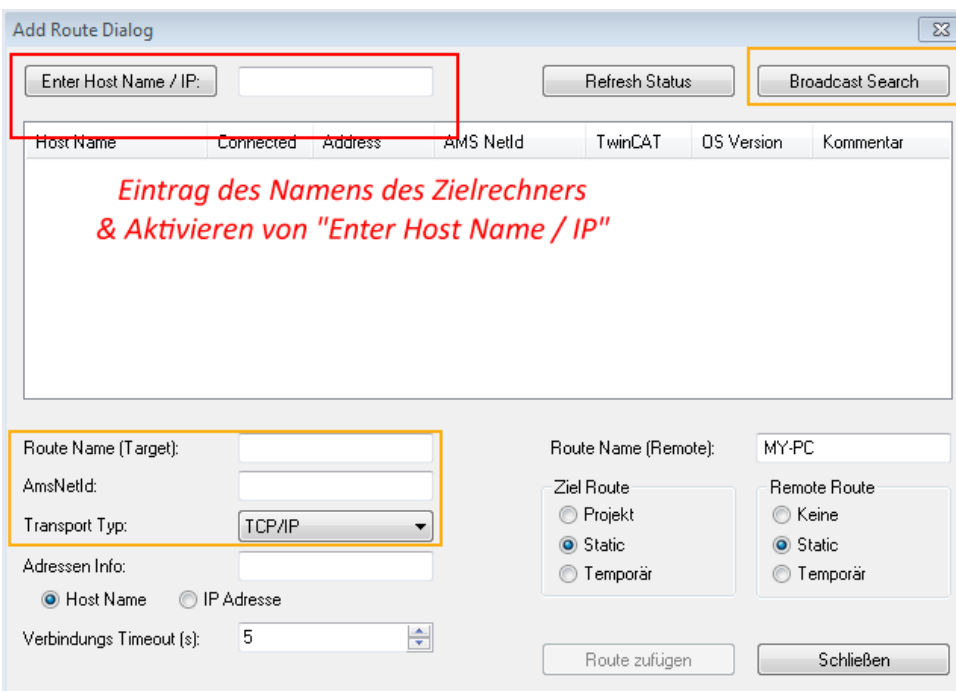 Add Route Dialog
Enter Host Name / IP:
Refresh Status
Broadcast Search
Host Name Connected Address AMS NetId TwinCAT OS Version Kommentar
Eintrag des Namens des Zielrechners
& Aktivieren von "Enter Host Name / IP"
Route Name (Target):
AmsNetId:
Transport Typ: TCP/IP
Adressen Info:
Host Name IP Adresse
Verbindungs Timeout (s): 5
Route Name (Remote): MY-PC
Ziel Route
Projekt
Static
Temporär
Remote Route
Keine
Static
Temporär
Route zufügen
Schließen